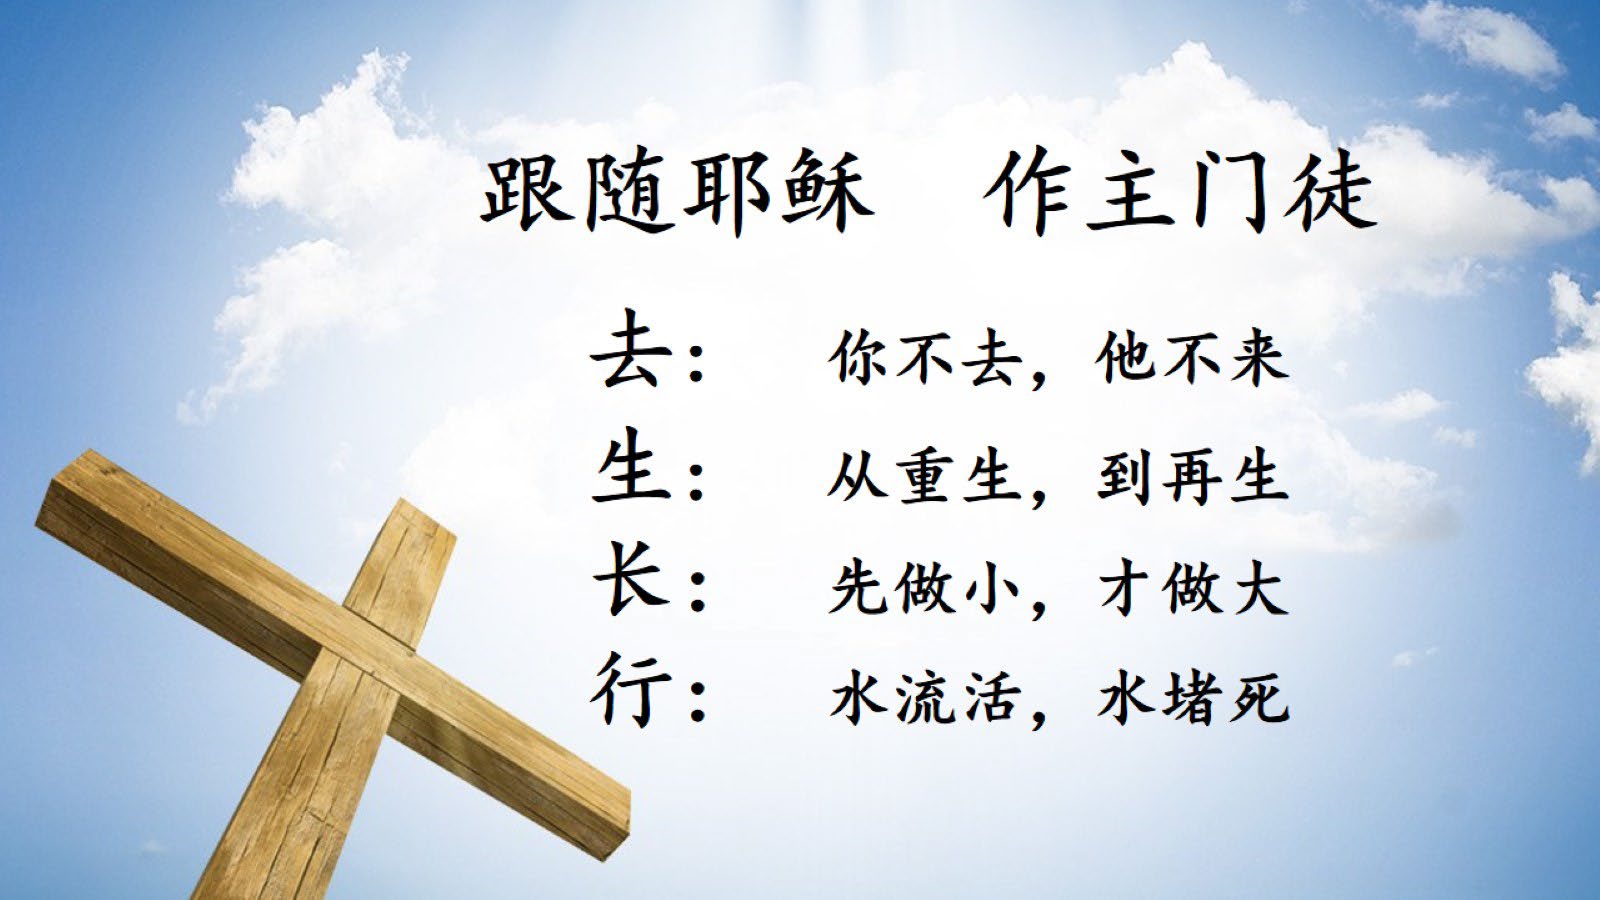 跟随耶稣　作主门徒
去：　你不去，他不来
生：　从重生，到再生
长：　先做小，才做大
行：　水流活，水堵死